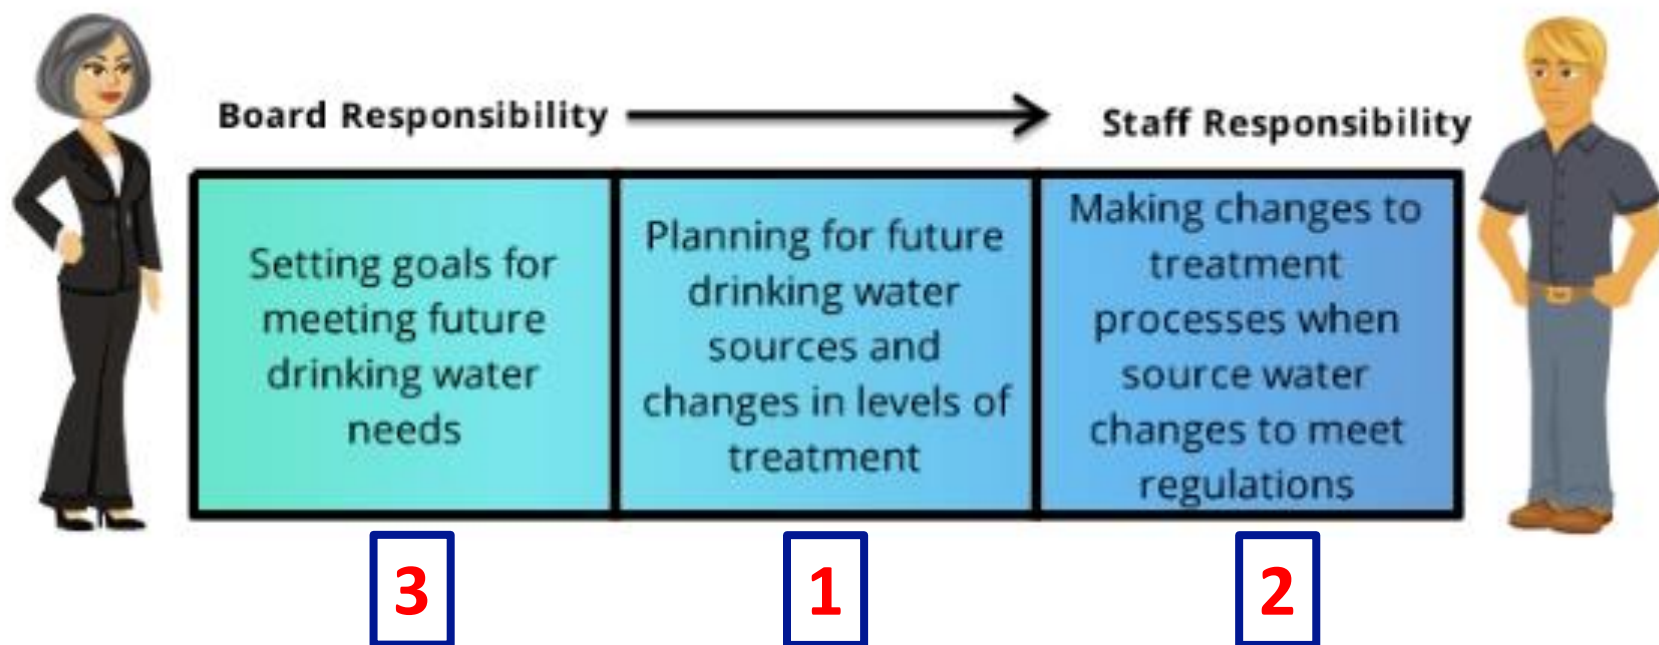 Board Responsibility
Staff Responsibility
Setting goals for
meeting future
drinking water
needs
Planning for future
drinking water
sources and
changes in levels of
treatment
Making changes to
treatment
processes when
source water
changes to meet
regulations
3
1
2